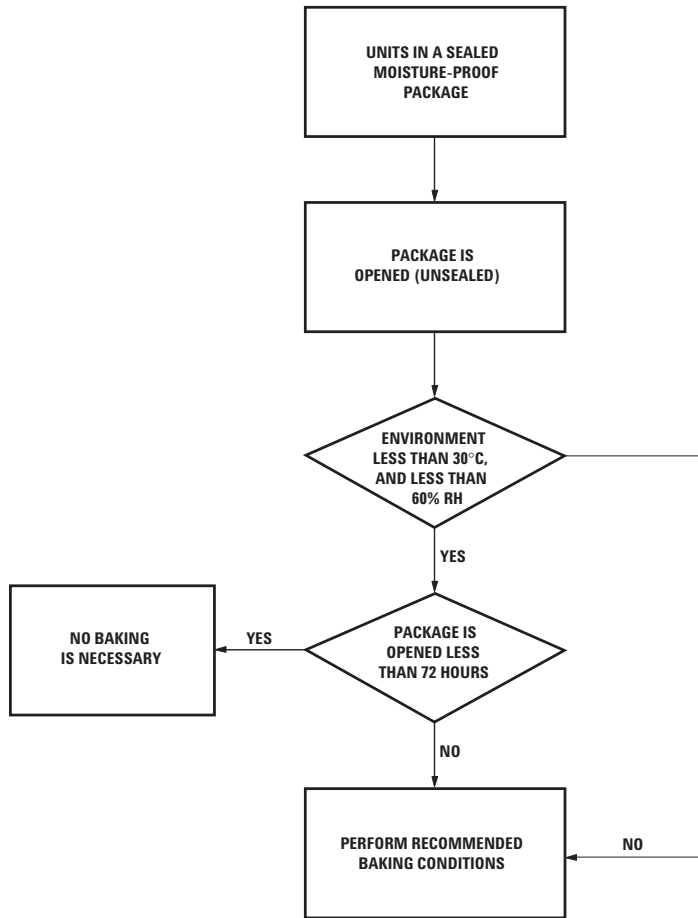 UNITS IN A SEALED
MOISTURE-PROOF
PACKAGE
PACKAGE IS
OPENED (UNSEALED)
ENVIRONMENT
LESS THAN 30°C,
AND LESS THAN
60% RH
YES
NO BAKING
IS NECESSARY
YES
PACKAGE IS
OPENED LESS
THAN 72 HOURS
NO
PERFORM RECOMMENDED
BAKING CONDITIONS
NO